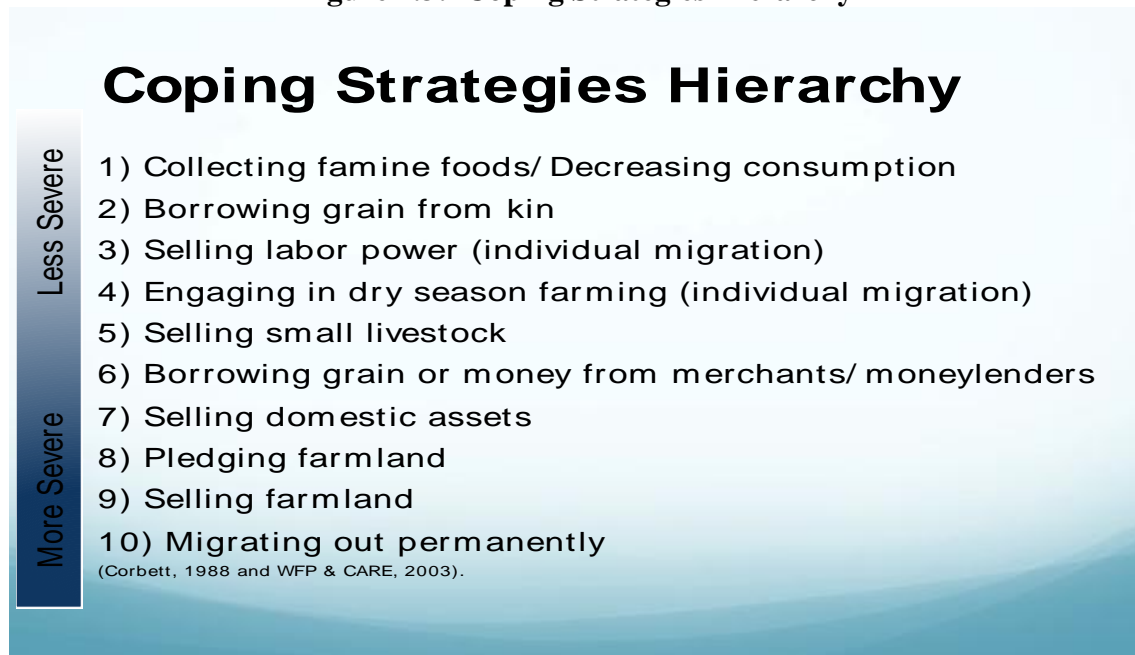 Coping Strategies Hierarchy
Less Severe
More Severe
1) Collecting famine foods/ Decreasing consumption
2) Borrowing grain from kin
3) Selling labor power (individual migration)
4) Engaging in dry season farming (individual migration)
5) Selling small livestock
6) Borrowing grain or money from merchants/ moneylenders
7) Selling domestic assets
8) Pledging farmland
9) Selling farmland
10) Migrating out permanently
(Corbett, 1988 and WFP & CARE, 2003).